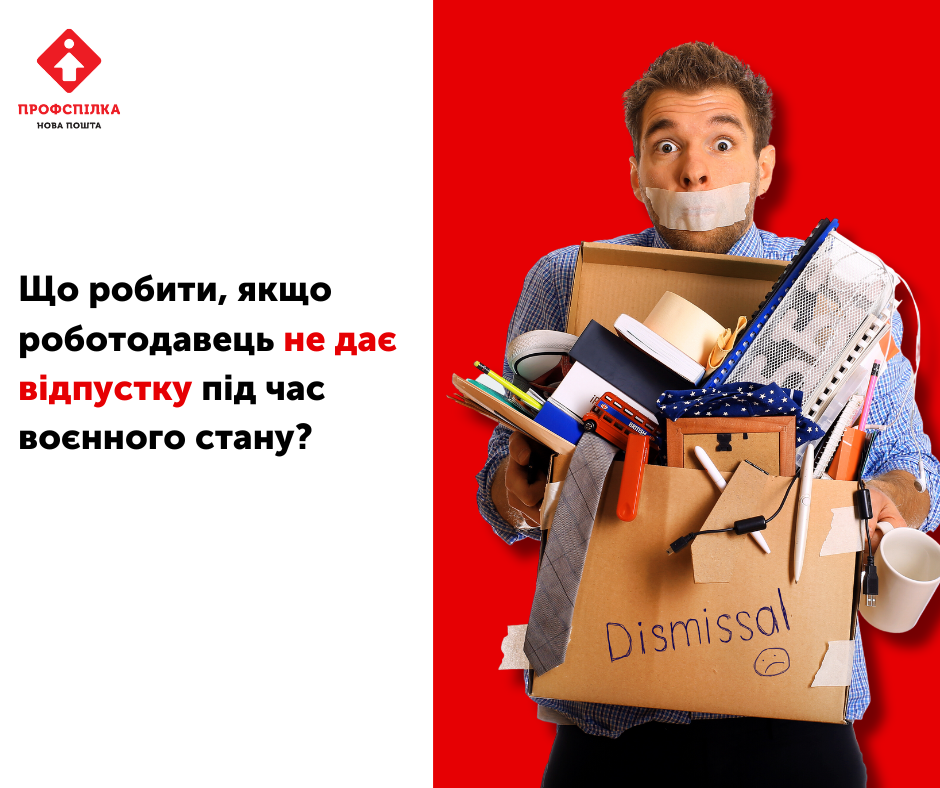 ПРОФСПІЛКА
НОВА ПОШТА
Що робити, якщо
роботодавець не дає
відпустку під час
воєнного стану?
Dismissal